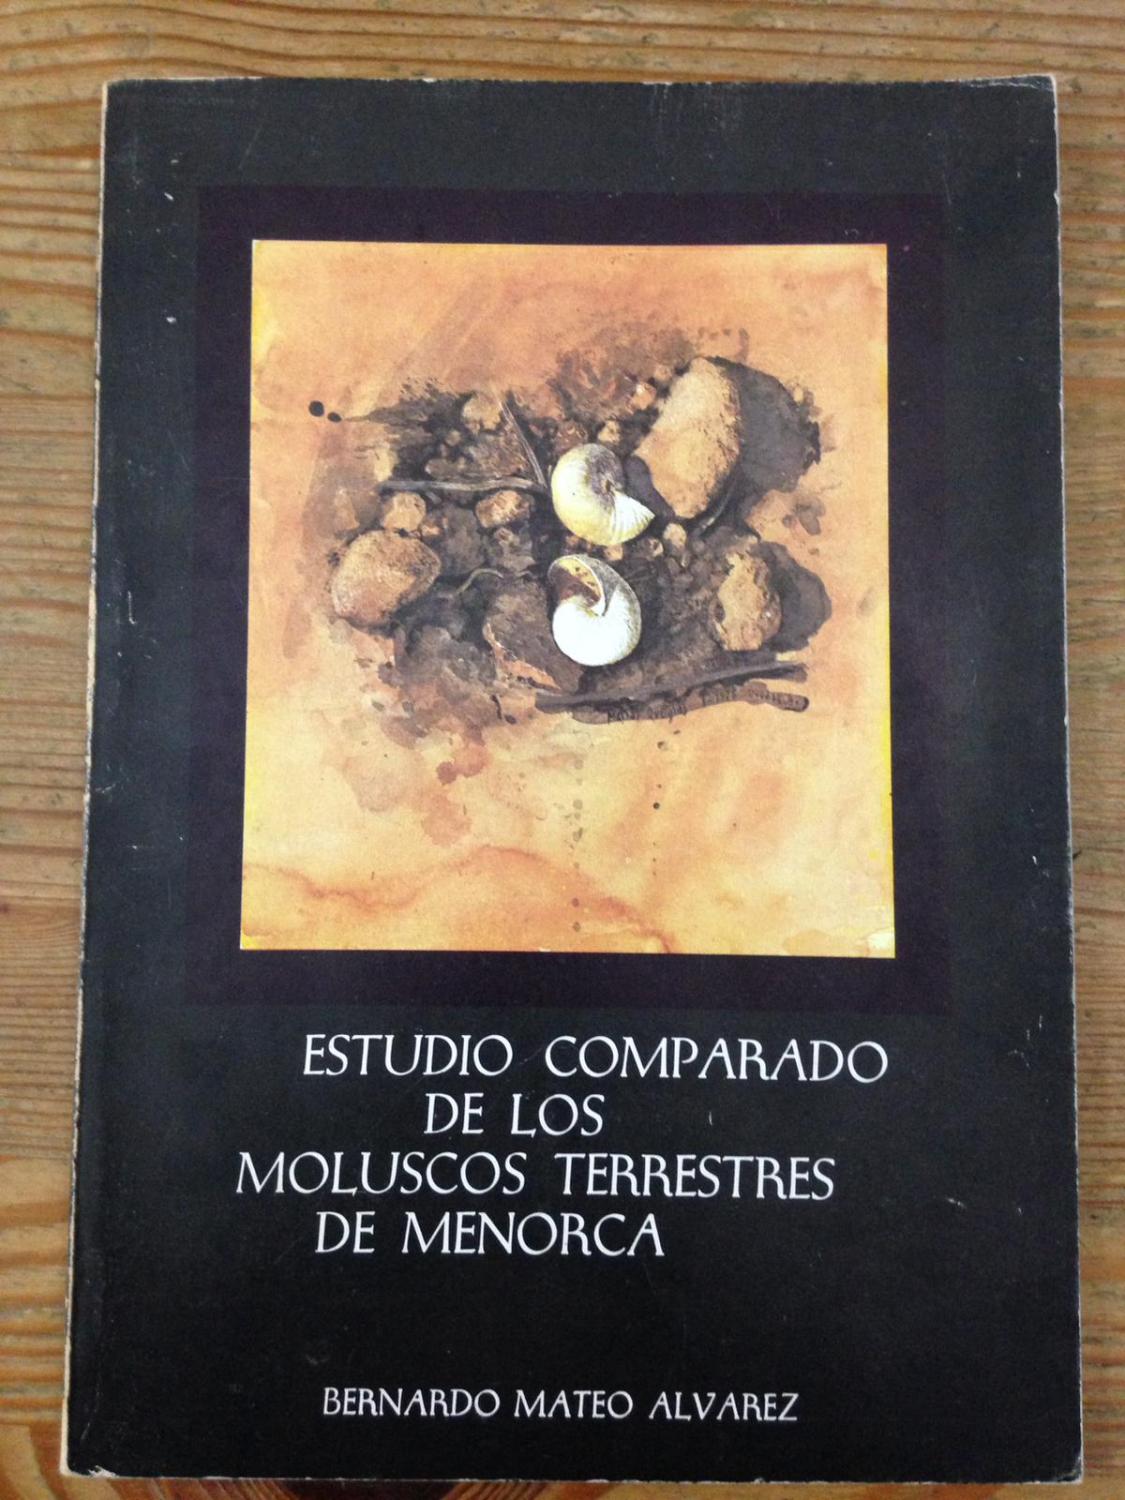 ESTUDIO COMPARADO
DE LOS
MOLUSCOS TERRESTRES
DE MENORCA
BERNARDO MATEO ALVAREZ